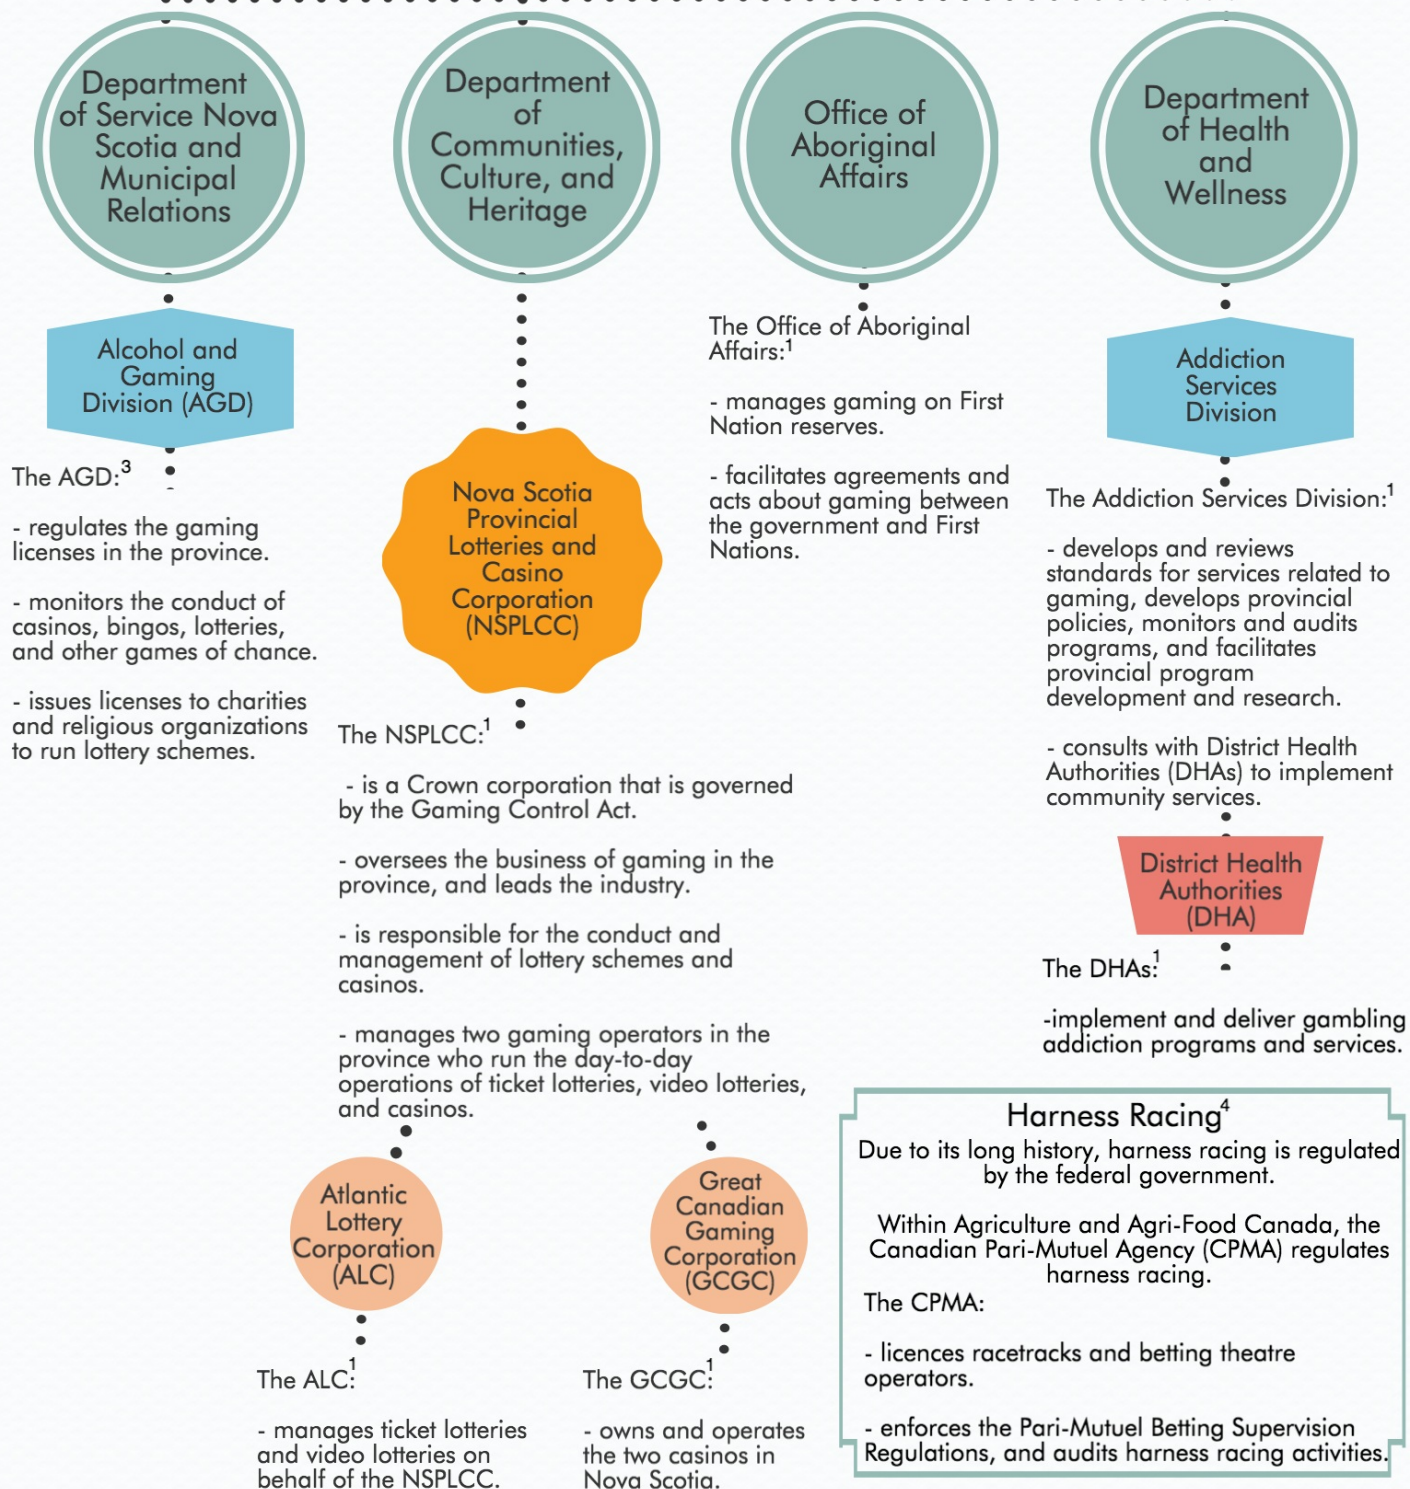 Department
of Service Nova
Scotia and
Municipal
Relations
Department
of
Communities,
Culture, and
Heritage
Office of
Aboriginal
Affairs
Department
of Health
and
Wellness
Alcohol and
Gaming
Division (AGD)
The AGD:3
- regulates the gaming
licenses in the province.
- monitors the conduct of
casinos, bingos, lotteries,
and other games of chance.
- issues licenses to charities
and religious organizations
to run lottery schemes.
Nova Scotia
Provincial
Lotteries and
Casino
Corporation
(NSPLCC)
The NSPLCC:1
- is a Crown corporation that is governed
by the Gaming Control Act.
- oversees the business of gaming in the
province, and leads the industry.
- is responsible for the conduct and
management of lottery schemes and
casinos.
- manages two gaming operators in the
province who run the day-to-day
operations of ticket lotteries, video lotteries,
and casinos.
Atlantic
Lottery
Corporation
(ALC)
The ALC:1
- manages ticket lotteries
and video lotteries on
behalf of the NSPLCC.
Great
Canadian
Gaming
Corporation
(GCGC)
The GCGC:1
- owns and operates
the two casinos in
Nova Scotia.
The Office of Aboriginal
Affairs:1
- manages gaming on First
Nation reserves.
- facilitates agreements and
acts about gaming between
the government and First
Nations.
Addiction
Services
Division
The Addiction Services Division:1
- develops and reviews
standards for services related to
gaming, develops provincial
policies, monitors and audits
programs, and facilitates
provincial program
development and research.
- consults with District Health
Authorities (DHAs) to implement
community services.
District Health
Authorities
(DHA)
The DHAs:1
-implement and deliver gambling
addiction programs and services.
Harness Racing4
Due to its long history, harness racing is regulated
by the federal government.
Within Agriculture and Agri-Food Canada, the
Canadian Pari-Mutuel Agency (CPMA) regulates
harness racing.
The CPMA:
- licences racetracks and betting theatre
operators.
- enforces the Pari-Mutuel Betting Supervision
Regulations, and audits harness racing activities.